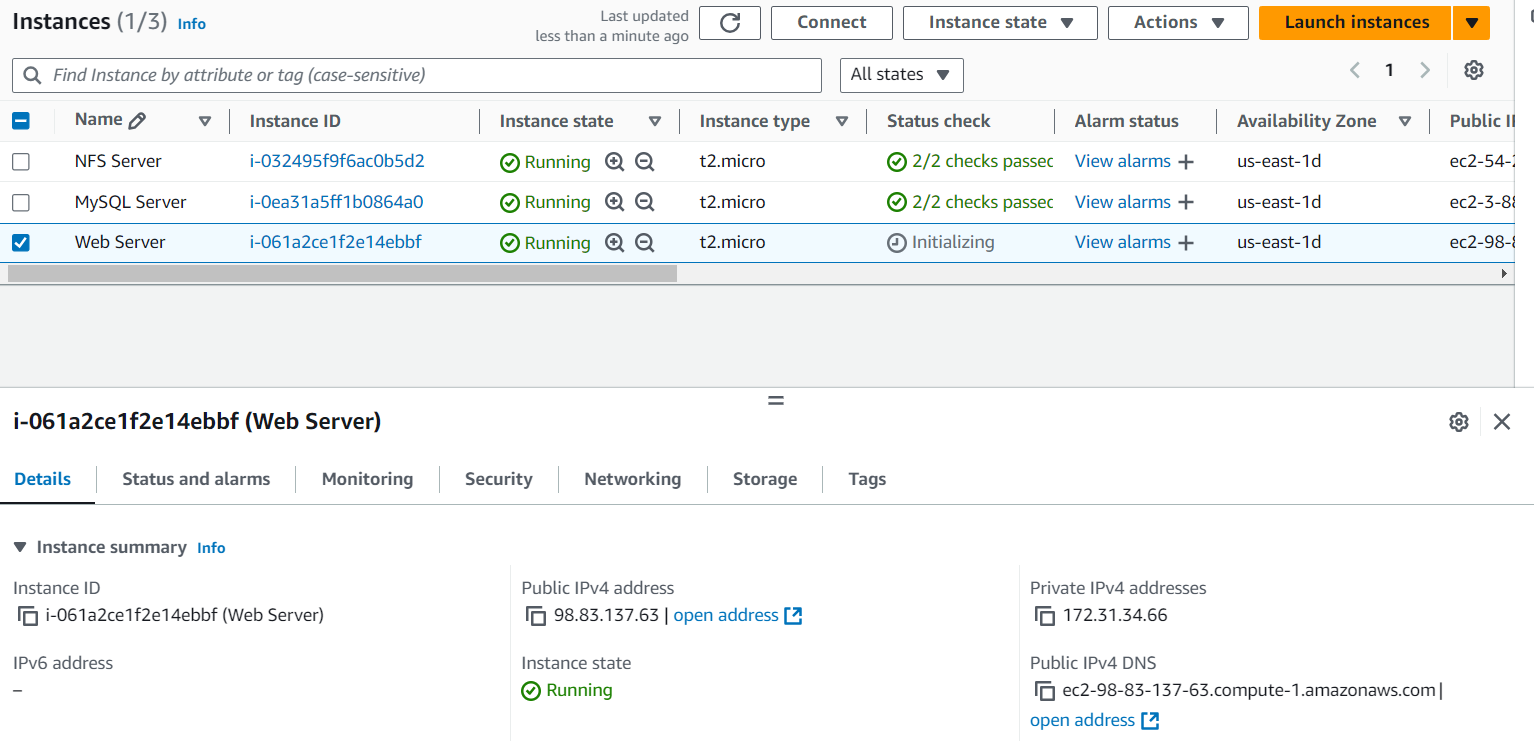 Instances (1/3) Info
Last updated
less than a minute ago
Connect Instance state Actions Launch instances
Find Instance by attribute or tag (case-sensitive) All states 1
Name Instance ID Instance state Instance type Status check Alarm status Availability Zone Public
NFS Server i-032495f9f6ac0b5d2 Running t2.micro 2/2 checks passec View alarms + us-east-1d ec2-54-2
MySQL Server i-0ea31a5ff1b0864a0 Running t2.micro 2/2 checks passec View alarms + us-east-1d ec2-3-88
Web Server i-061a2ce1f2e14ebbf Running t2.micro Initializing View alarms + us-east-1d ec2-98-8
i-061a2ce1f2e14ebbf (Web Server)
Details Status and alarms Monitoring Security Networking Storage Tags
Instance summary Info
Instance ID Public IPv4 address Private IPv4 addresses
i-061a2ce1f2e14ebbf (Web Server) 98.83.137.63 | open address 172.31.34.66
IPv6 address Instance state Public IPv4 DNS
– Running ec2-98-83-137-63.compute-1.amazonaws.com |
open address